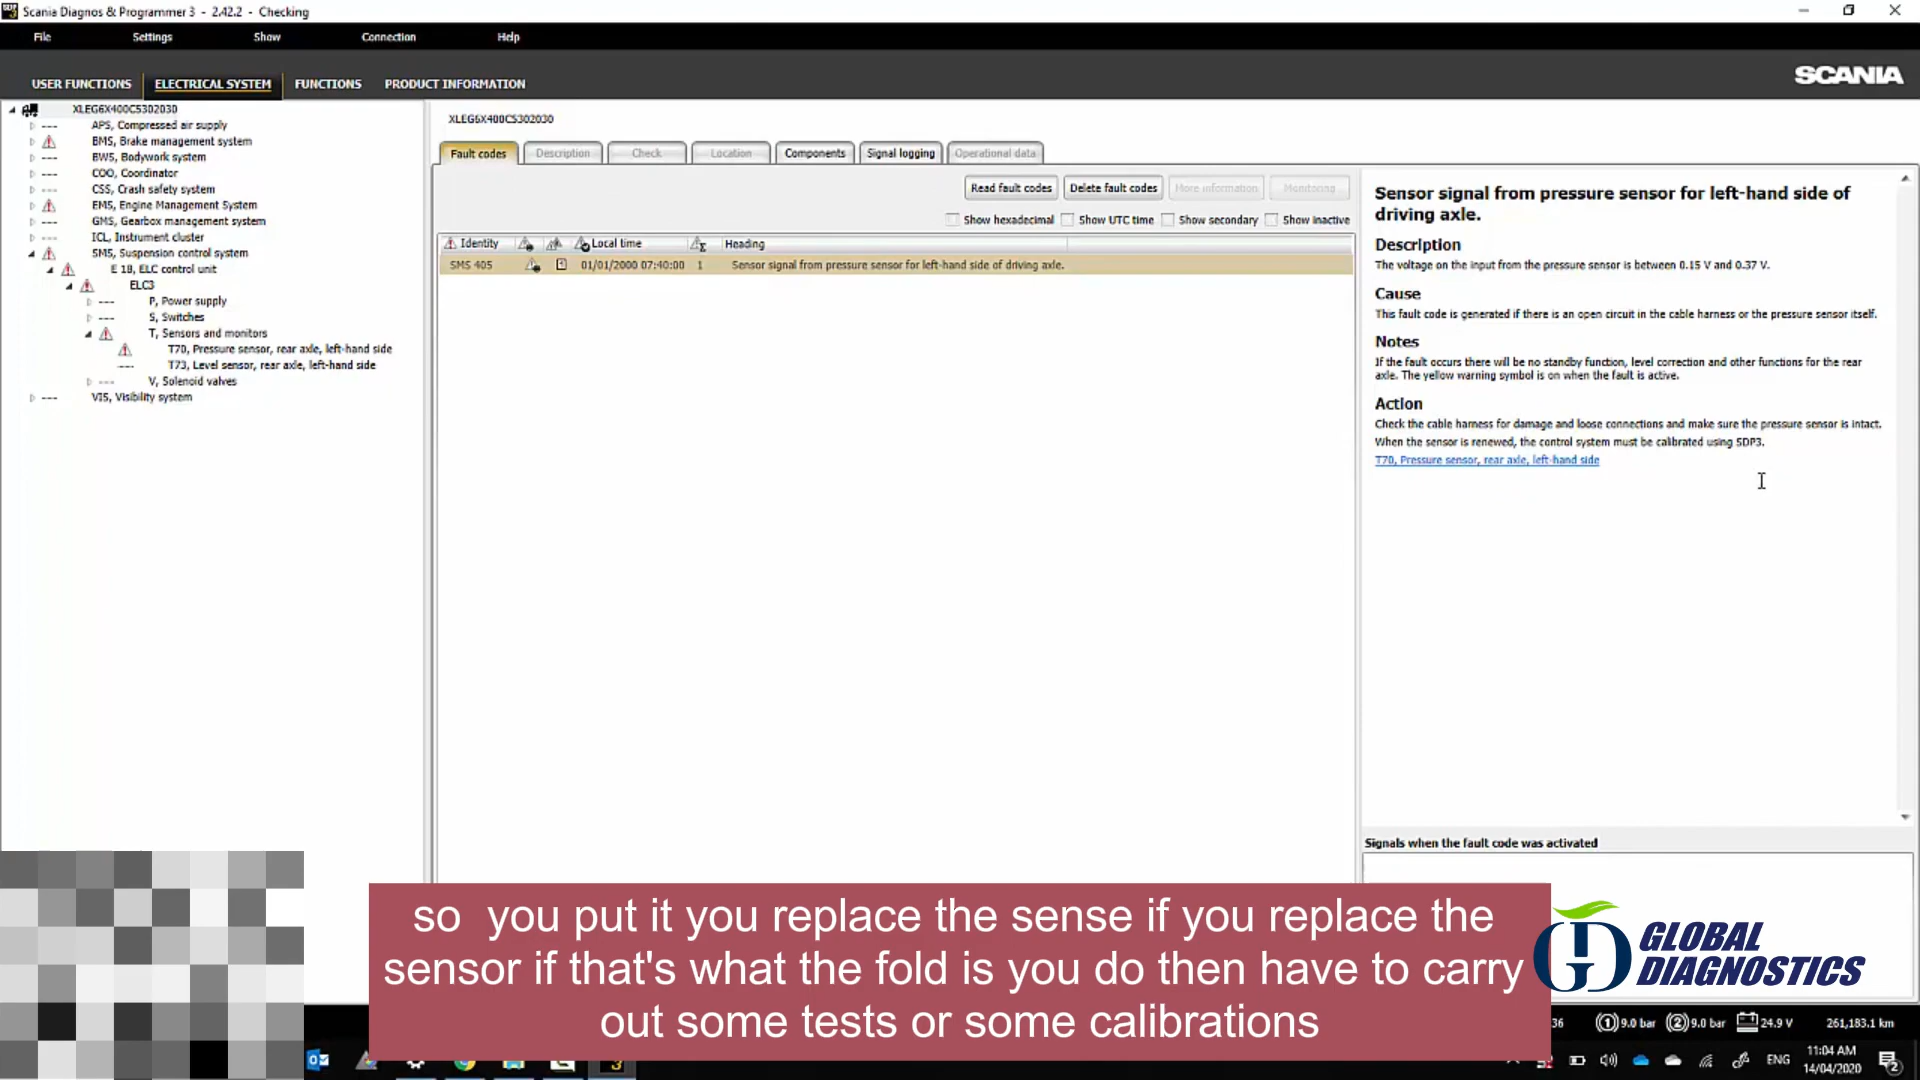 Scania Diagnos & Programmer 3 - 2.42.2 - Checking
File Settings Show Connection Help
USER FUNCTIONS ELECTRICAL SYSTEM FUNCTIONS PRODUCT INFORMATION
SCANIA
XLEG6X400C5302030
APS, Compressed air supply
BMS, Brake management system
BWS, Bodywork system
COO, Coordinator
CSS, Crash safety system
EMS, Engine Management System
GMS, Gearbox management system
ICL, Instrument cluster
SMS, Suspension control system
E 18, ELC control unit
ELC3
P, Power supply
S, Switches
T, Sensors and monitors
T70, Pressure sensor, rear axle, left-hand side
T73, Level sensor, rear axle, left-hand side
V, Solenoid valves
VIS, Visibility system
XLEG6X400C5302030
Fault codes Description Check Location Components Signal logging Operational data
Read fault codes Delete fault codes More information Monitoring
Show hexadecimal Show UTC time Show secondary Show inactive
Identity Local time Heading
SMS 405 01/01/2000 07:40:00 1 Sensor signal from pressure sensor for left-hand side of driving axle.
Sensor signal from pressure sensor for left-hand side of
driving axle.
Description
The voltage on the input from the pressure sensor is between 0.15 V and 0.37 V.
Cause
This fault code is generated if there is an open circuit in the cable harness or the pressure sensor itself.
Notes
If the fault occurs there will be no standby function, level correction and other functions for the rear
axle. The yellow warning symbol is on when the fault is active.
Action
Check the cable harness for damage and loose connections and make sure the pressure sensor is intact.
When the sensor is renewed, the control system must be calibrated using SDP3.
T70, Pressure sensor, rear axle, left-hand side
Signals when the fault code was activated
so you put it you replace the sense if you replace the
sensor if that's what the fold is you do then have to carry
out some tests or some calibrations
GD GLOBAL
DIAGNOSTICS
36 1 9.0 bar 2 9.0 bar 24.9 V 261,183.1 km
ENG 11:04 AM
14/04/2020 2